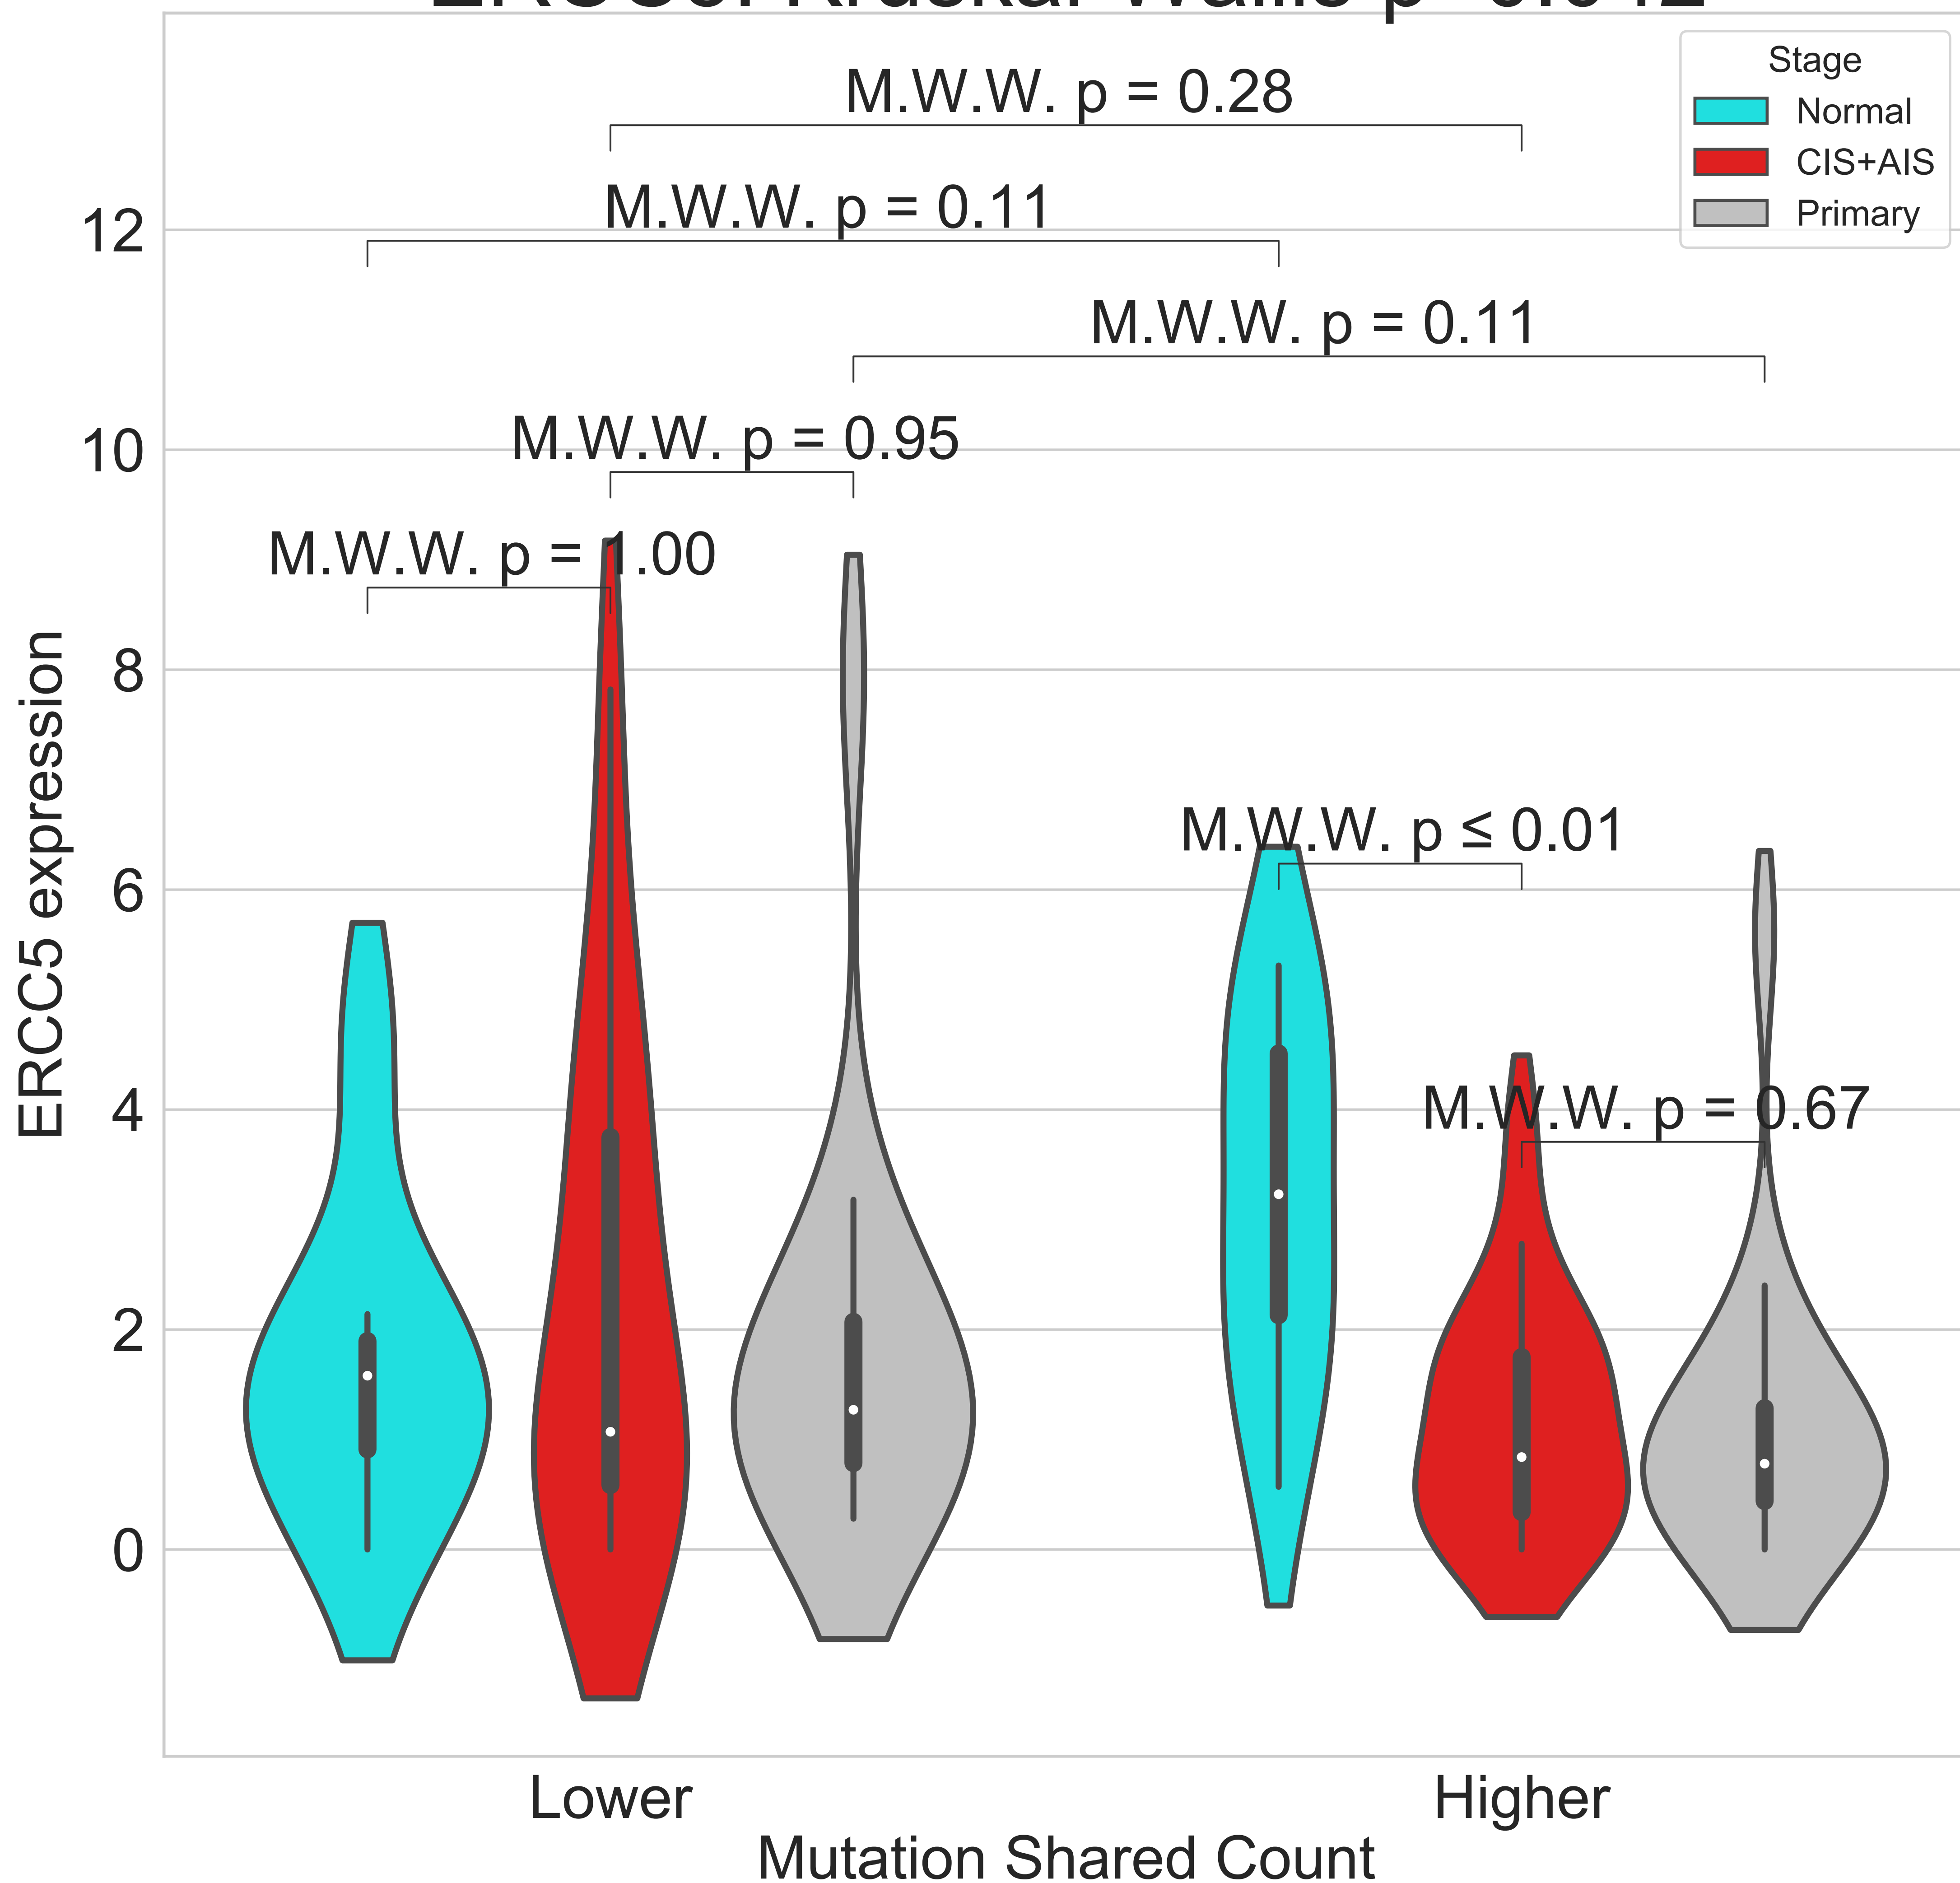 Stage
Normal
CIS+AIS
Primary
M.W.W. p = 0.28
M.W.W. p = 0.11
M.W.W. p = 0.11
M.W.W. p = 0.95
M.W.W. p = 1.00
M.W.W. p ≤ 0.01
M.W.W. p = 0.67
12
10
8
6
4
2
0
ERCC5 expression
Lower
Higher
Mutation Shared Count